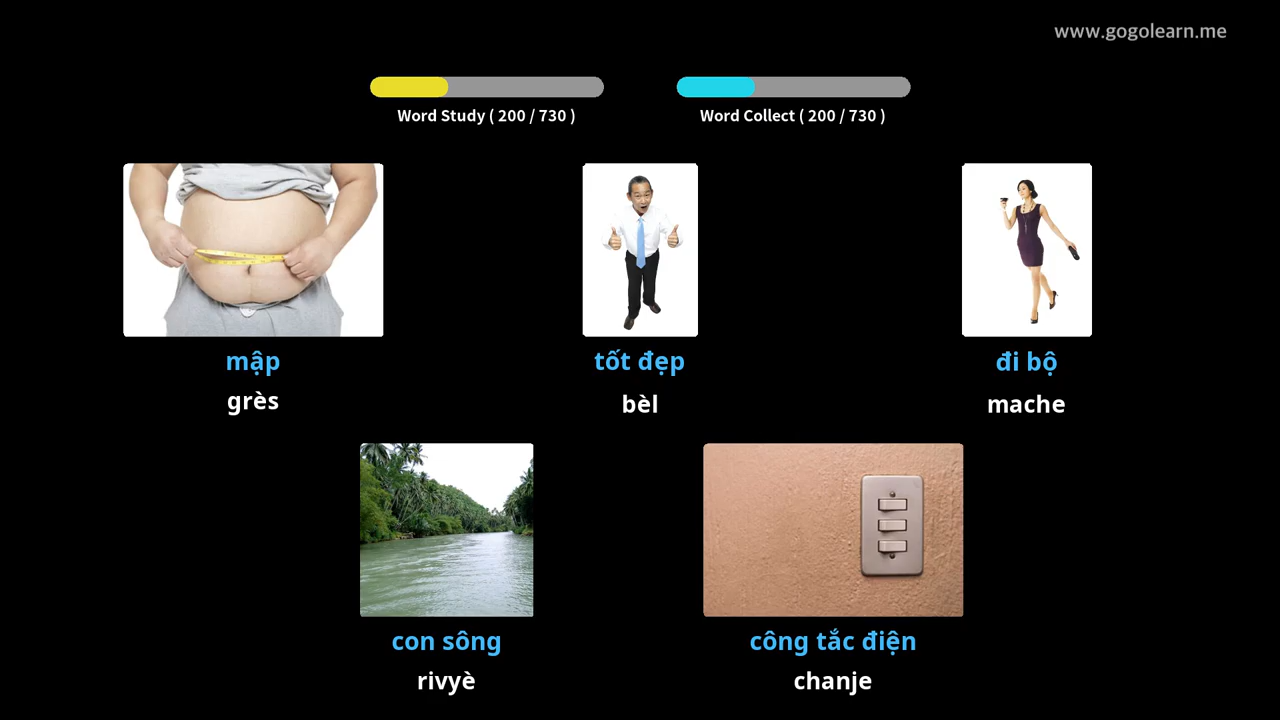 www.gogolearn.me
Word Study ( 200 / 730 )
Word Collect ( 200 / 730 )
mập
tốt đẹp
đi bộ
grès
bèl
mache
con sông
công tắc điện
rivyè
chanje